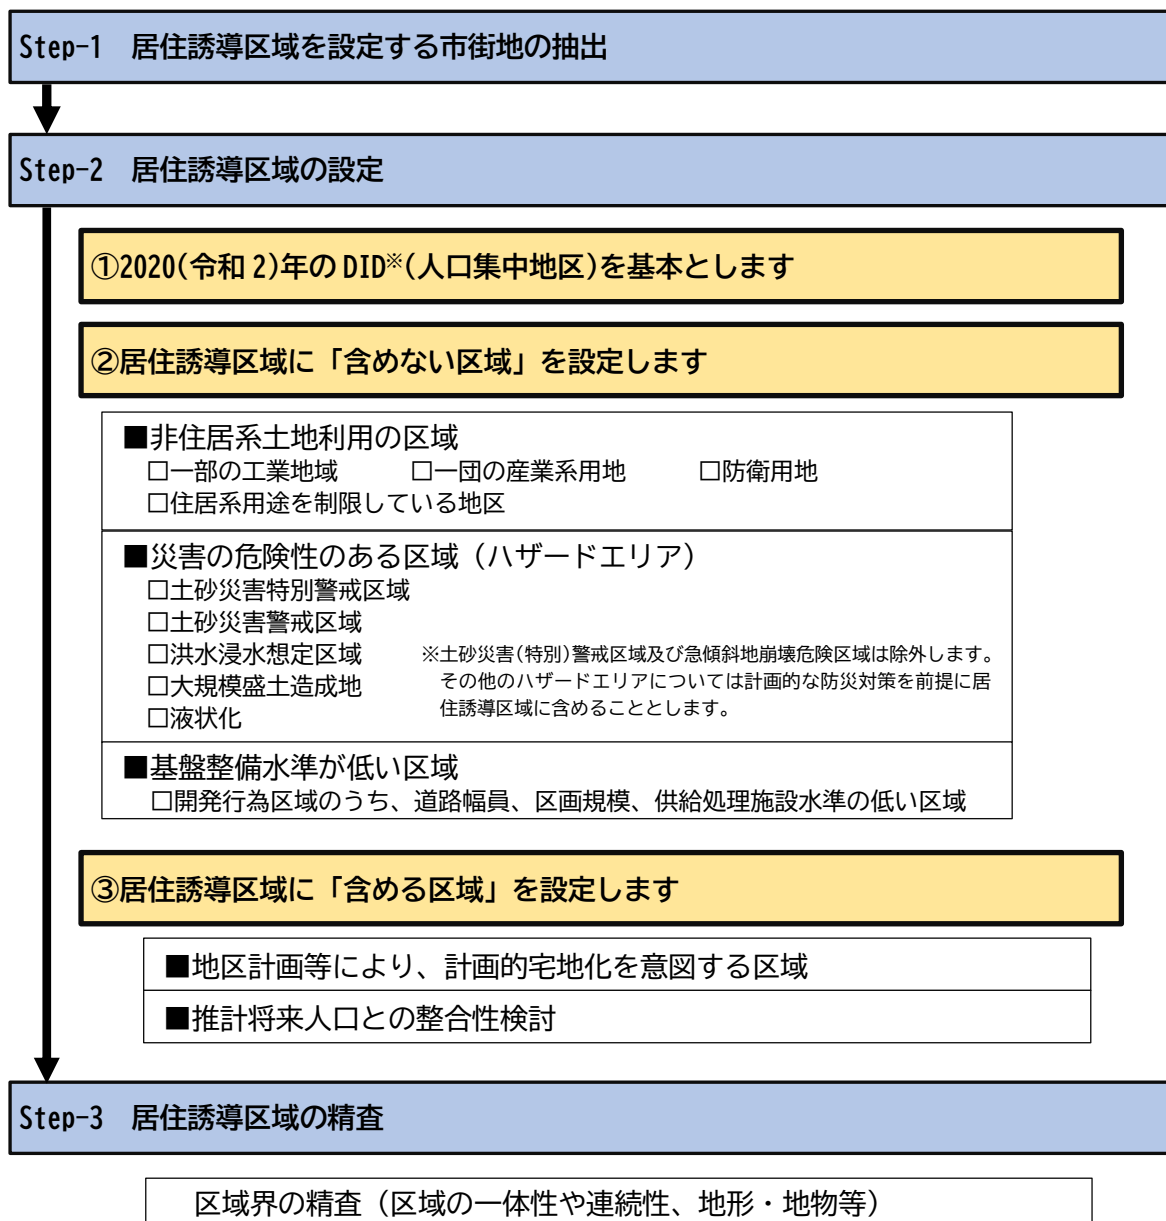 Step-1 居住誘導区域を設定する市街地の抽出
Step-2 居住誘導区域の設定
①2020(令和2)年のDID※(人口集中地区)を基本とします
②居住誘導区域に「含めない区域」を設定します
■非住居系土地利用の区域
□一部の工業地域 □一団の産業系用地 □防衛用地
□住居系用途を制限している地区
■災害の危険性のある区域（ハザードエリア）
□土砂災害特別警戒区域
□土砂災害警戒区域
□洪水浸水想定区域
□大規模盛土造成地
□液状化
※土砂災害(特別)警戒区域及び急傾斜地崩壊危険区域は除外します。
その他のハザードエリアについては計画的な防災対策を前提に居
住誘導区域に含めることとします。
■基盤整備水準が低い区域
□開発行為区域のうち、道路幅員、区画規模、供給処理施設水準の低い区域
③居住誘導区域に「含める区域」を設定します
■地区計画等により、計画的宅地化を意図する区域
■推計将来人口との整合性検討
Step-3 居住誘導区域の精査
区域界の精査（区域の一体性や連続性、地形・地物等）